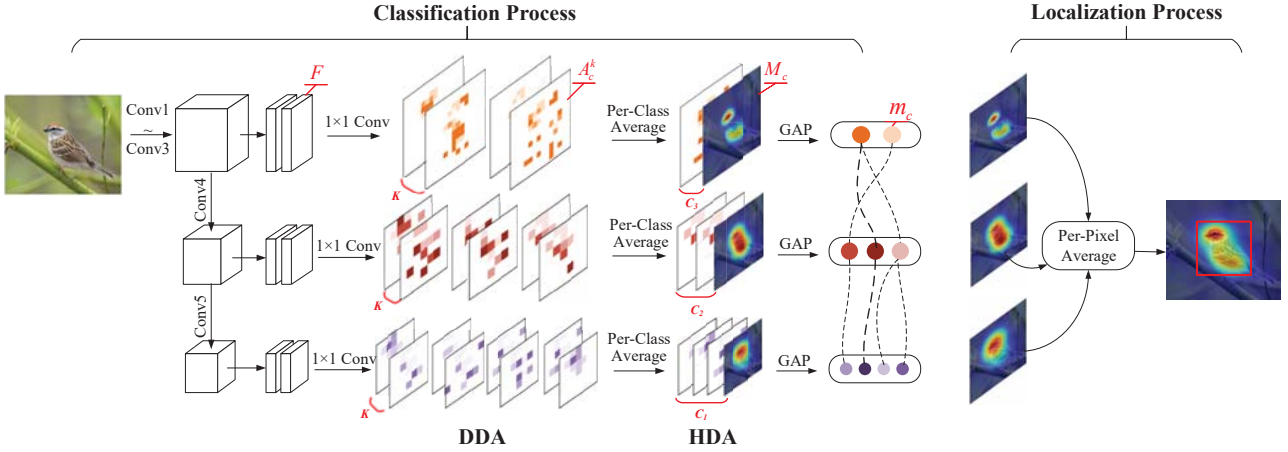 Classification Process
Localization Process
Conv1
~
Conv3
F
1×1 Conv
A_c^k
K
Per-Class
Average
M_c
C_3
GAP
m_c
Conv4
1×1 Conv
K
Per-Class
Average
C_2
GAP
Per-Pixel
Average
Conv5
1×1 Conv
K
Per-Class
Average
C_1
GAP
DDA
HDA